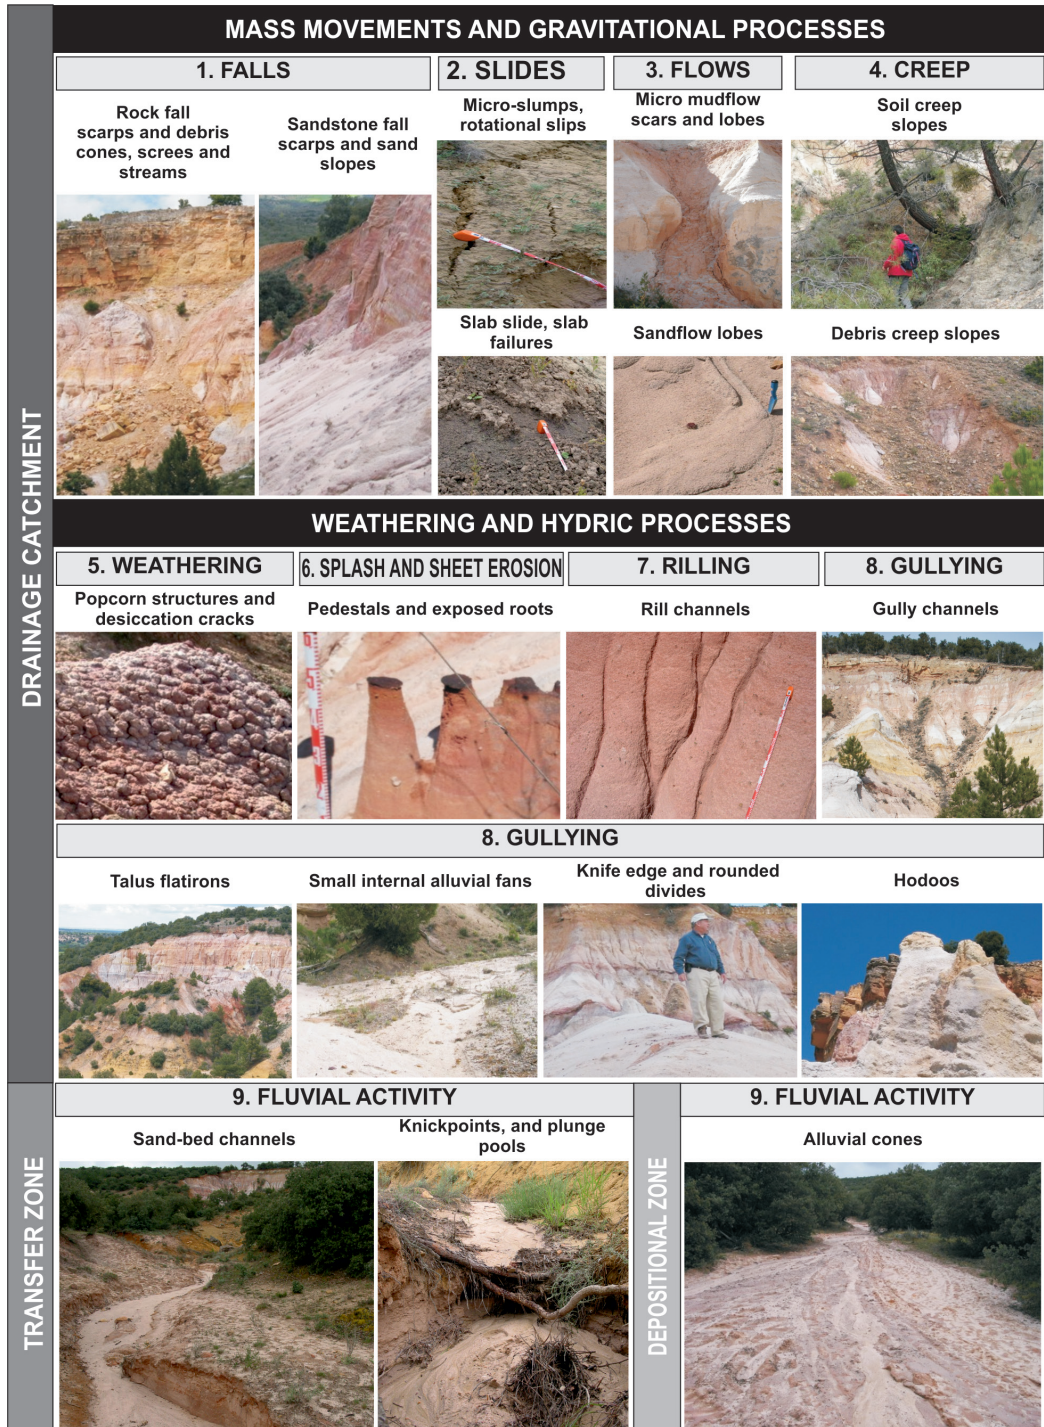 MASS MOVEMENTS AND GRAVITATIONAL PROCESSES
1. FALLS
2. SLIDES
3. FLOWS
4. CREEP
Rock fall
scarps and debris
cones, screes and
streams
Sandstone fall
scarps and sand
slopes
Micro-slumps,
rotational slips
Micro mudflow
scars and lobes
Soil creep
slopes
Slab slide, slab
failures
Sandflow lobes
Debris creep slopes
DRAINAGE CATCHMENT
WEATHERING AND HYDRIC PROCESSES
5. WEATHERING
6. SPLASH AND SHEET EROSION
7. RILLING
8. GULLYING
Popcorn structures and
desiccation cracks
Pedestals and exposed roots
Rill channels
Gully channels
8. GULLYING
Talus flatirons
Small internal alluvial fans
Knife edge and rounded
divides
Hodoos
TRANSFER ZONE
9. FLUVIAL ACTIVITY
Sand-bed channels
Knickpoints, and plunge
pools
DEPOSITIONAL ZONE
9. FLUVIAL ACTIVITY
Alluvial cones